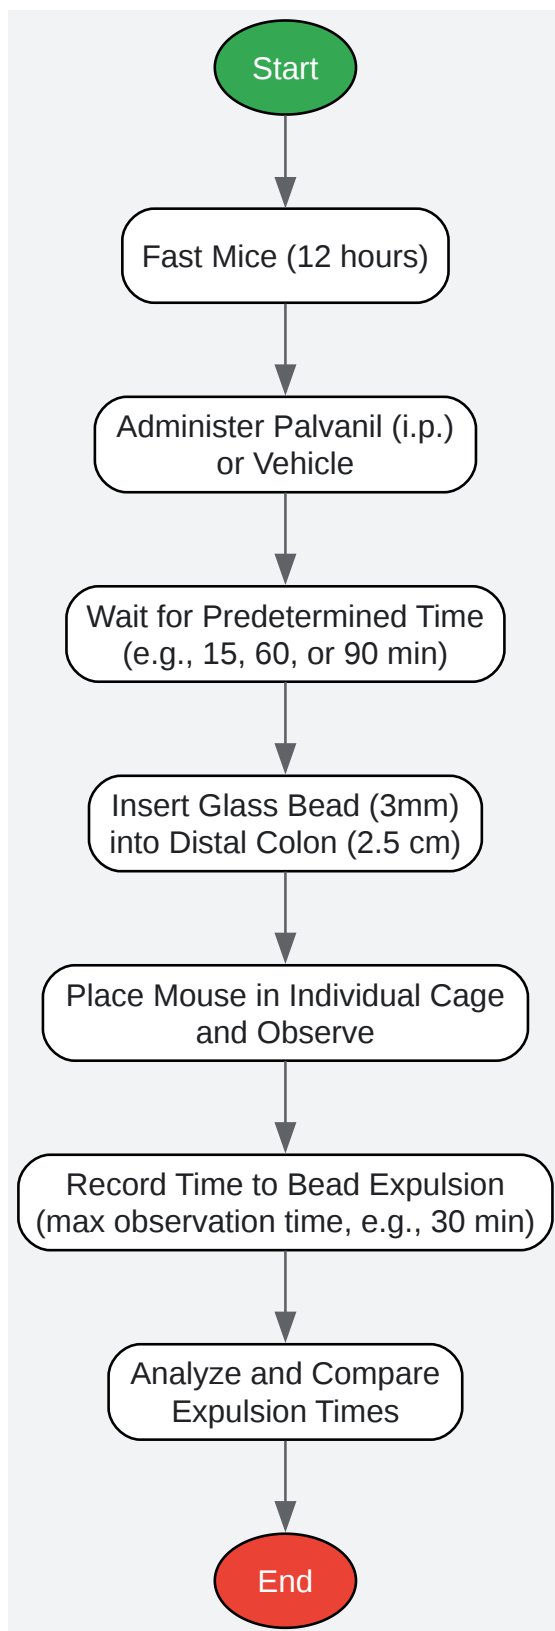 Start
Fast Mice (12 hours)
Administer Palvanil (i.p.)
or Vehicle
Wait for Predetermined Time
(e.g., 15, 60, or 90 min)
Insert Glass Bead (3mm)
into Distal Colon (2.5 cm)
Place Mouse in Individual Cage
and Observe
Record Time to Bead Expulsion
(max observation time, e.g., 30 min)
Analyze and Compare
Expulsion Times
End